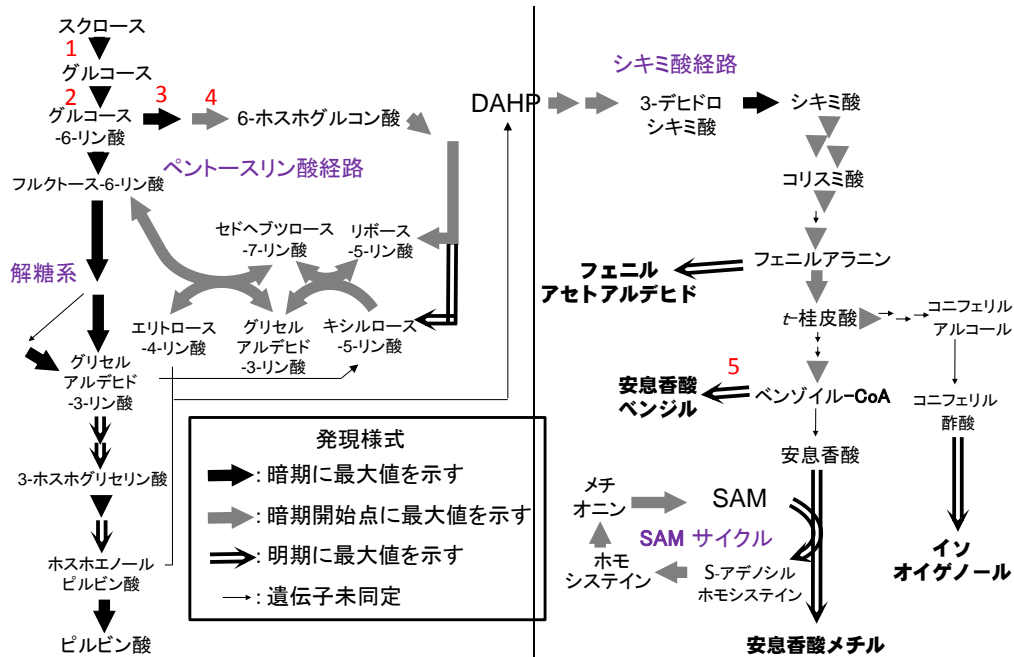 スクロース
1
グルコース
2
3
4
グルコース
-6-リン酸
6-ホスホグルコン酸
ペントースリン酸経路
フルクトース-6-リン酸
セドヘプツロース
-7-リン酸
リボース
-5-リン酸
解糖系
エリトロース
-4-リン酸
グリセル
アルデヒド
-3-リン酸
キシルロース
-5-リン酸
グリセル
アルデヒド
-3-リン酸
3-ホスホグリセリン酸
ホスホエノール
ピルビン酸
ピルビン酸
発現様式
: 暗期に最大値を示す
: 暗期開始点に最大値を示す
: 明期に最大値を示す
: 遺伝子未同定
シキミ酸経路
DAHP
3-デヒドロ
シキミ酸
シキミ酸
コリスミ酸
フェニルアラニン
フェニル
アセトアルデヒド
t-桂皮酸
コニフェリル
アルコール
5
安息香酸
ベンジル
ベンゾイル-CoA
コニフェリル
酢酸
安息香酸
メチ
オニン
SAM
SAM サイクル
ホモ
システイン
S-アデノシル
ホモシステイン
イソ
オイゲノール
安息香酸メチル